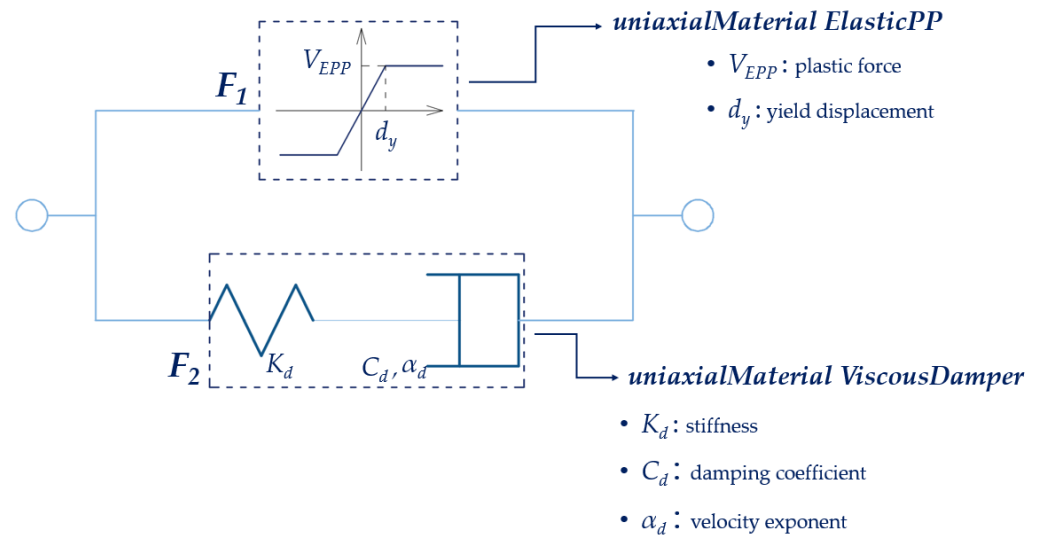 uniaxialMaterial ElasticPP
• V_EPP : plastic force
• d_y : yield displacement
F_1
V_EPP
d_y
F_2
K_d
C_d, α_d
uniaxialMaterial ViscousDamper
• K_d : stiffness
• C_d : damping coefficient
• α_d : velocity exponent